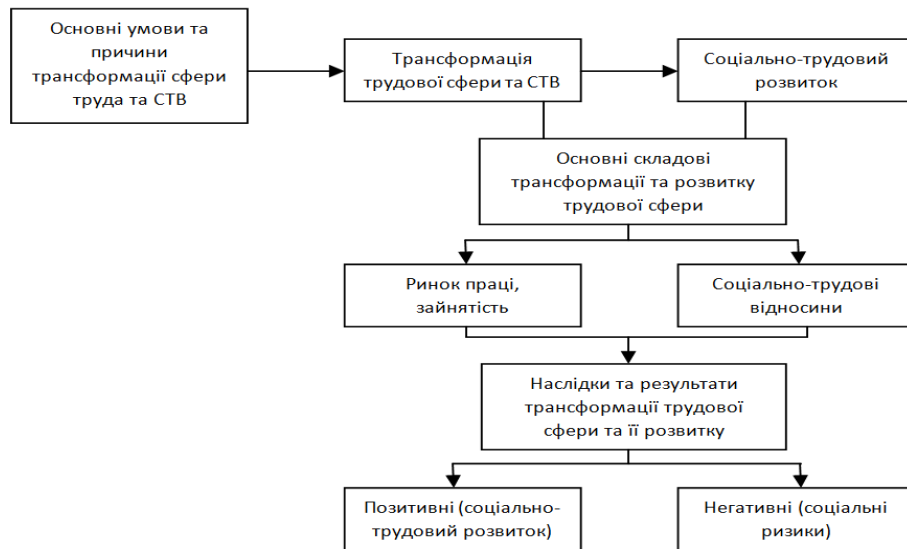 Основні умови та
причини
трансформації сфери
труда та СТВ
Трансформація
трудової сфери та СТВ
Соціально-трудовий
розвиток
Основні складові
трансформації та розвитку
трудової сфери
Ринок праці,
зайнятість
Соціально-трудові
відносини
Наслідки та результати
трансформації трудової
сфери та її розвитку
Позитивні (соціально-
трудовий розвиток)
Негативні (соціальні
ризики)